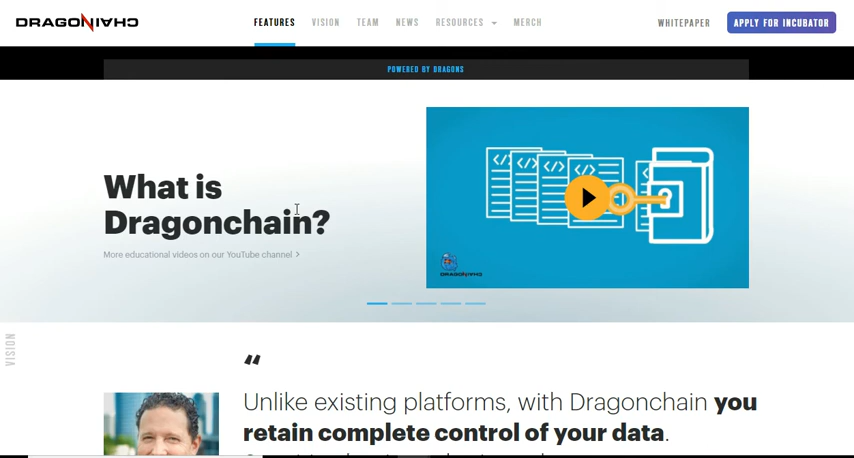 DRAGONCHAIN
FEATURES VISION TEAM NEWS RESOURCES MERCH
WHITEPAPER APPLY FOR INCUBATOR
POWERED BY DRAGONS
What is
Dragonchain?
More educational videos on our YouTube channel >
DRAGONCHAIN
VISION
“
Unlike existing platforms, with Dragonchain you
retain complete control of your data.